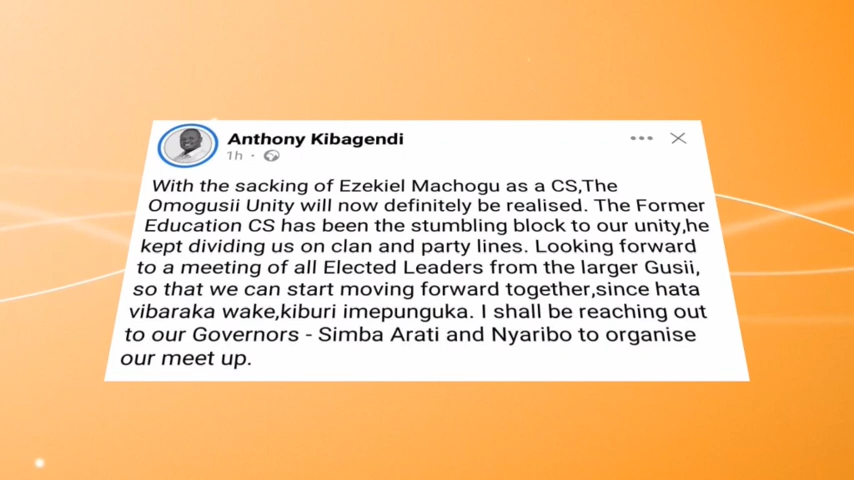 Anthony Kibagendi
1h ·
With the sacking of Ezekiel Machogu as a CS,The
Omogusii Unity will now definitely be realised. The Former
Education CS has been the stumbling block to our unity,he
kept dividing us on clan and party lines. Looking forward
to a meeting of all Elected Leaders from the larger Gusii,
so that we can start moving forward together,since hata
vibaraka wake,kiburi imepunguka. I shall be reaching out
to our Governors - Simba Arati and Nyaribo to organise
our meet up.